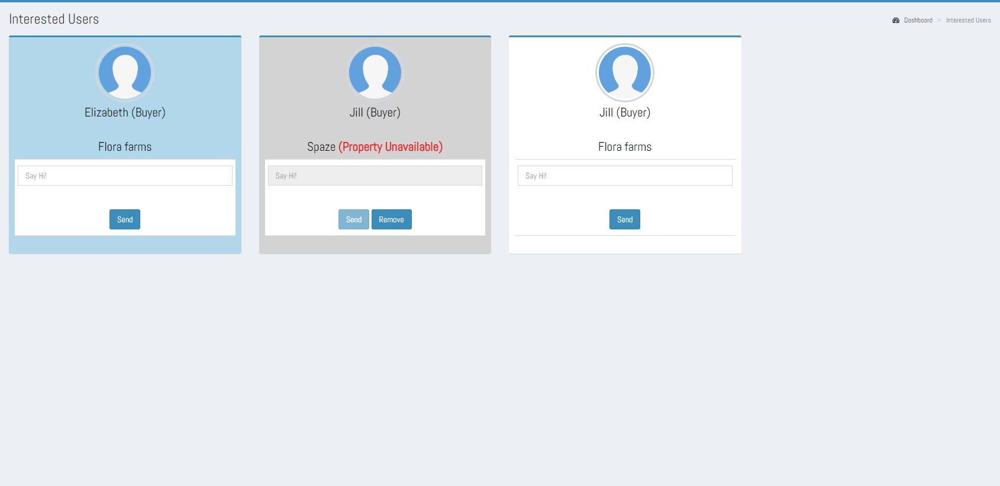 Interested Users
Dashboard > Interested Users
Elizabeth (Buyer)
Flora farms
Say Hi!
Send
Jill (Buyer)
Spaze (Property Unavailable)
Say Hi!
Send Remove
Jill (Buyer)
Flora farms
Say Hi!
Send